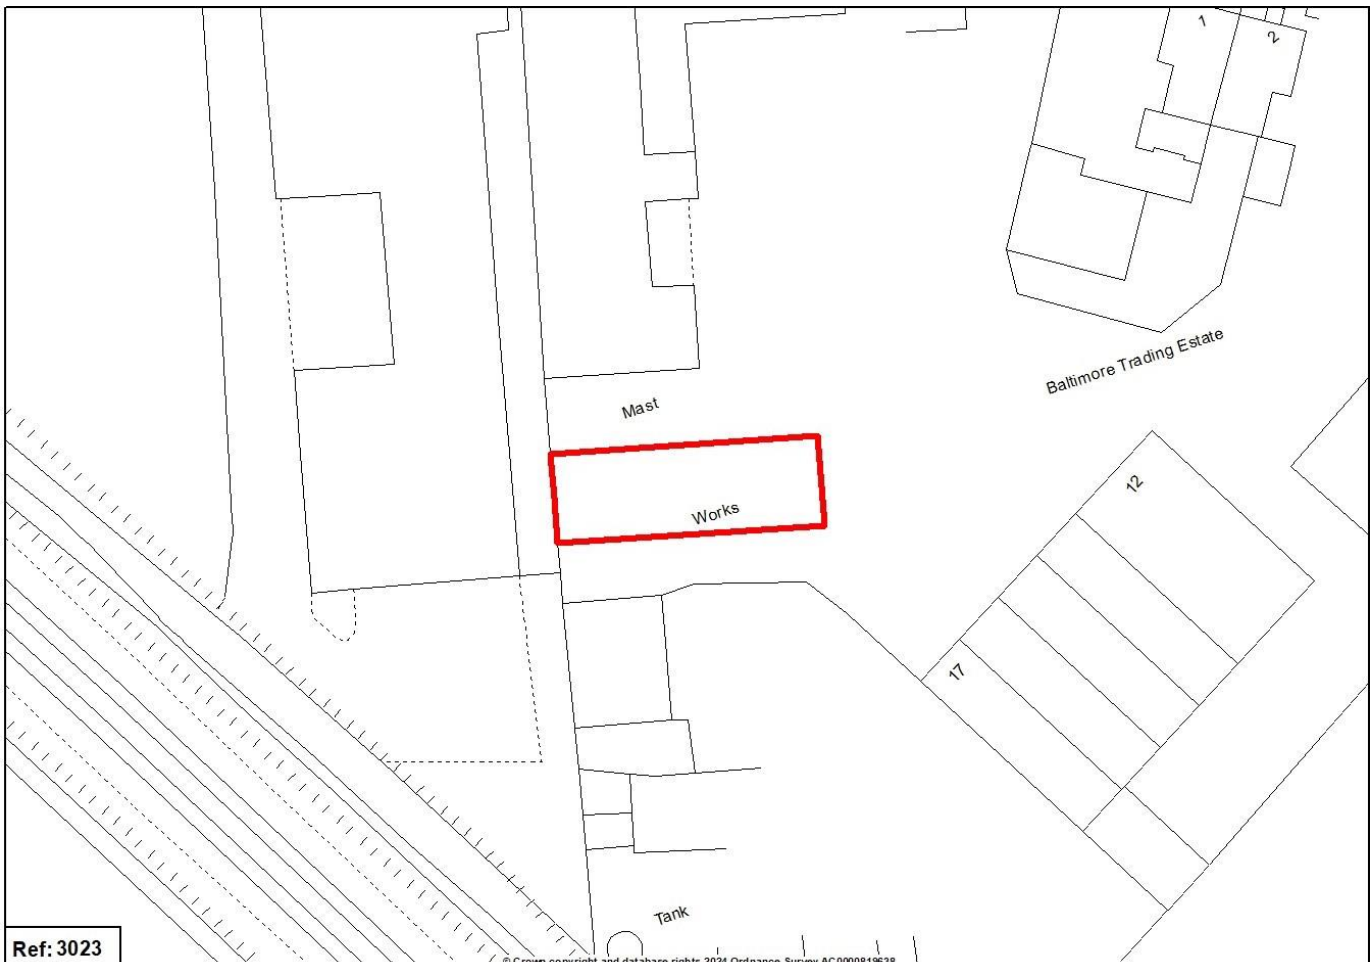 1
2
Baltimore Trading Estate
Mast
12
Works
17
Tank
Ref: 3023
© Crown copyright and database rights 2024 Ordnance Survey AC0000819638